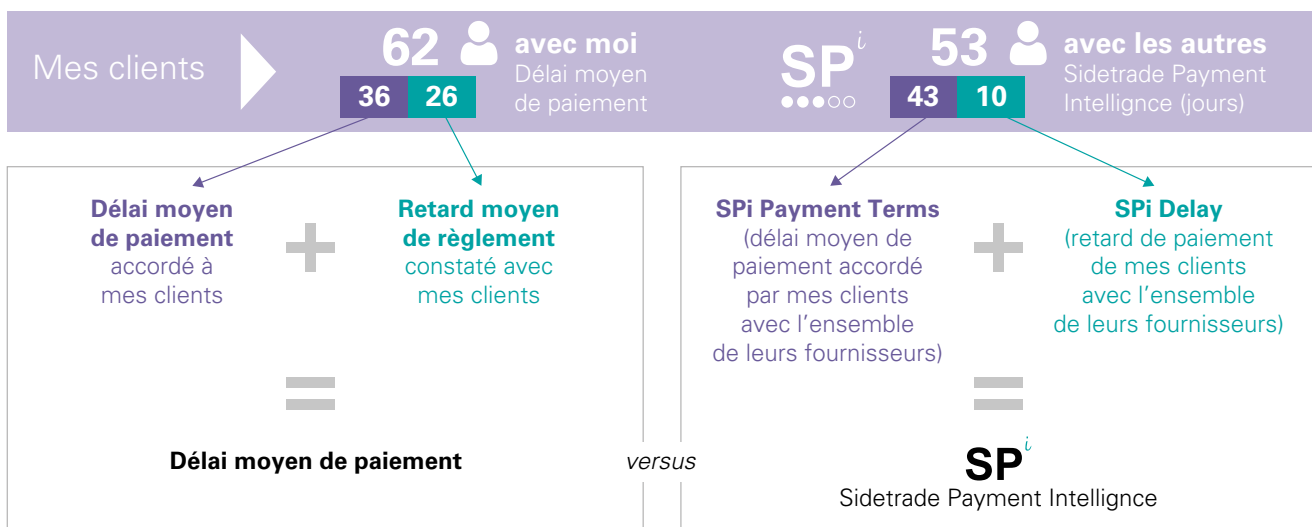 Mes clients
62
avec moi
Délai moyen
de paiement
36 26
SPi
53
avec les autres
Sidetrade Payment
Intellignce (jours)
43 10
Délai moyen
de paiement
accordé à
mes clients
+
Retard moyen
de règlement
constaté avec
mes clients
=
Délai moyen de paiement
versus
SPi Payment Terms
(délai moyen de
paiement accordé
par mes clients
avec l’ensemble
de leurs fournisseurs)
+
SPi Delay
(retard de paiement
de mes clients
avec l’ensemble
de leurs fournisseurs)
=
SPi
Sidetrade Payment Intellignce